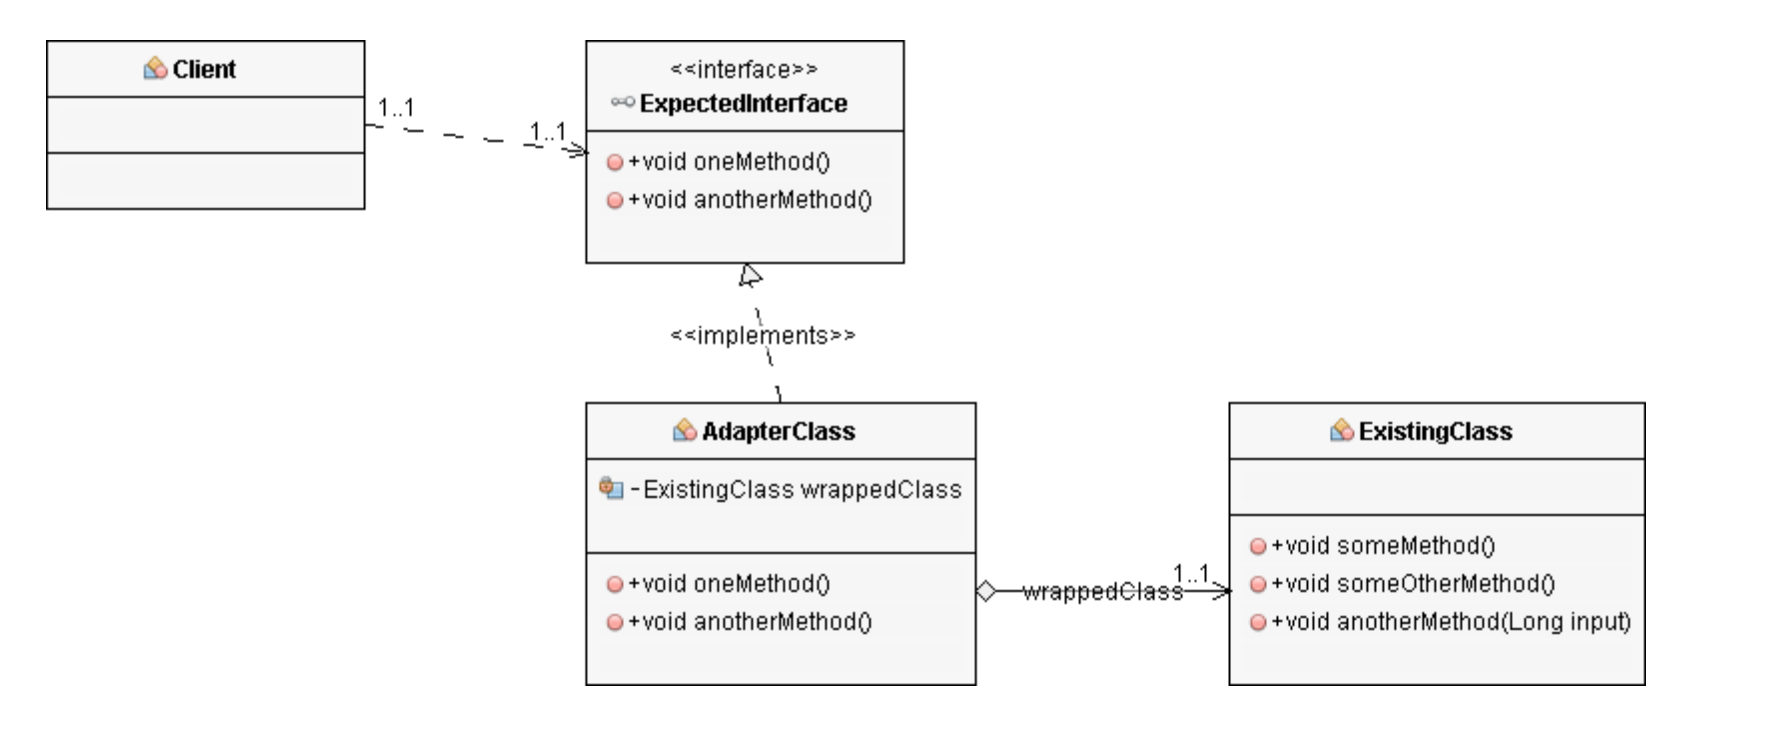 Client
1..1
1..1
<<interface>>
ExpectedInterface
+void oneMethod()
+void anotherMethod()
<<implements>>
AdapterClass
-ExistingClass wrappedClass
+void oneMethod()
+void anotherMethod()
wrappedClass
1..1
ExistingClass
+void someMethod()
+void someOtherMethod()
+void anotherMethod(Long input)